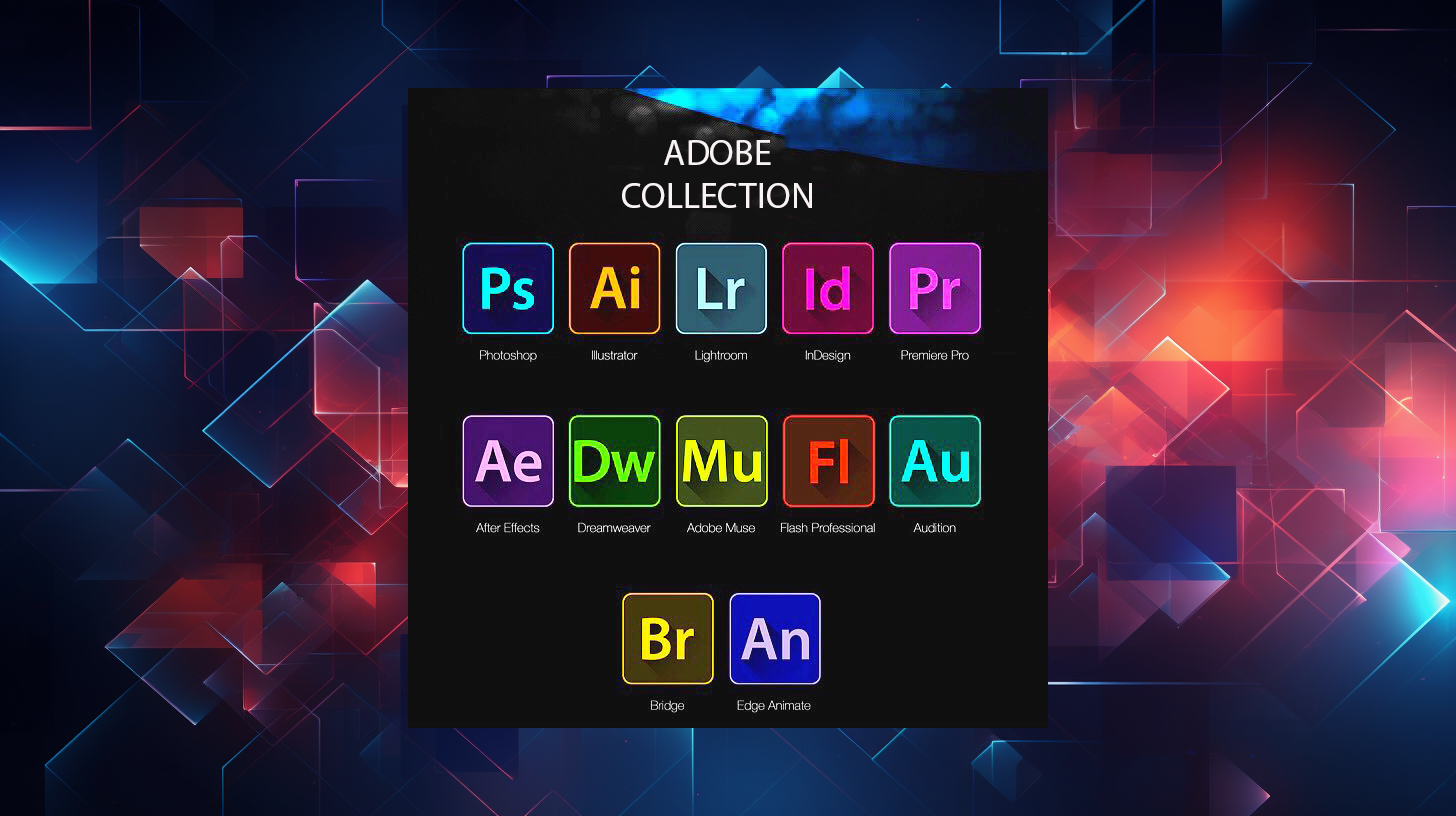 ADOBE
COLLECTION
Ps Ai Lr Id Pr
Photoshop Illustrator Lightroom InDesign Premiere Pro
Ae Dw Mu Fl Au
After Effects Dreamweaver Adobe Muse Flash Professional Audition
Br An
Bridge Edge Animate